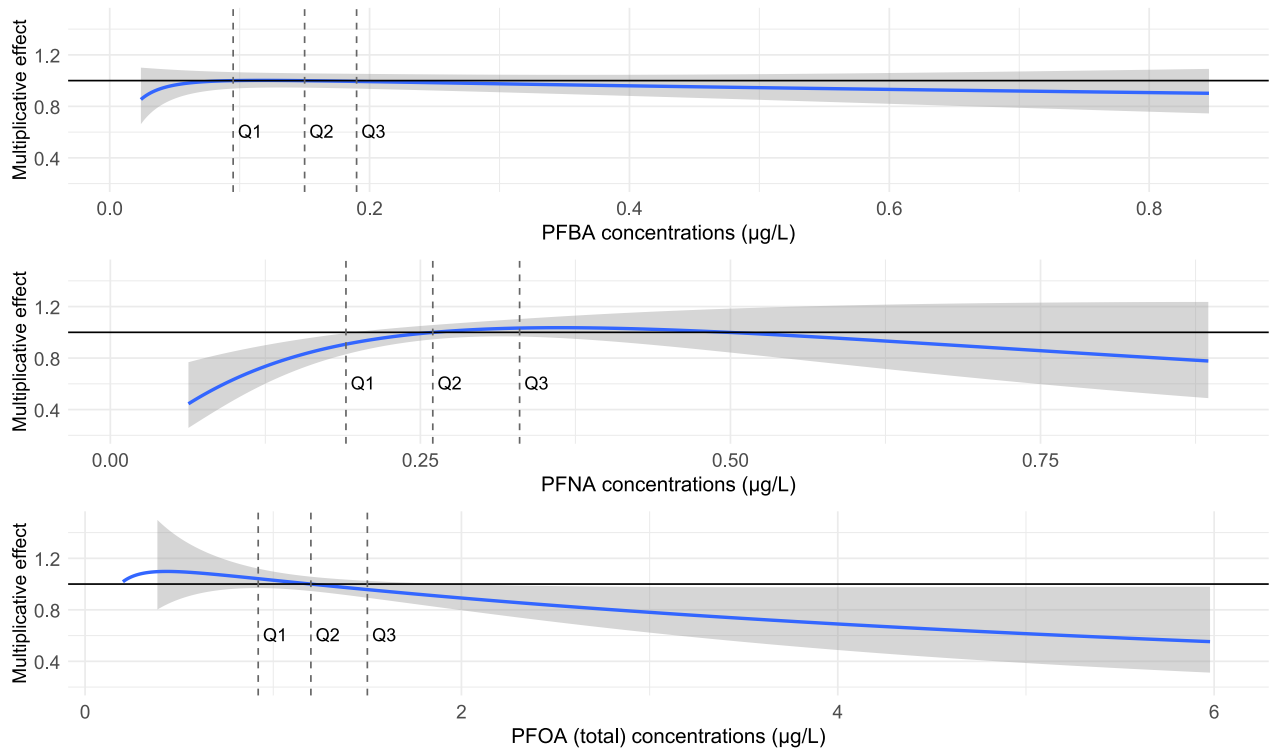 Multiplicative effect
1.2
0.8
0.4
Q1 Q2 Q3
0.0 0.2 0.4 0.6 0.8
PFBA concentrations (µg/L)
Multiplicative effect
1.2
0.8
0.4
Q1 Q2 Q3
0.00 0.25 0.50 0.75
PFNA concentrations (µg/L)
Multiplicative effect
1.2
0.8
0.4
Q1 Q2 Q3
0 2 4 6
PFOA (total) concentrations (µg/L)